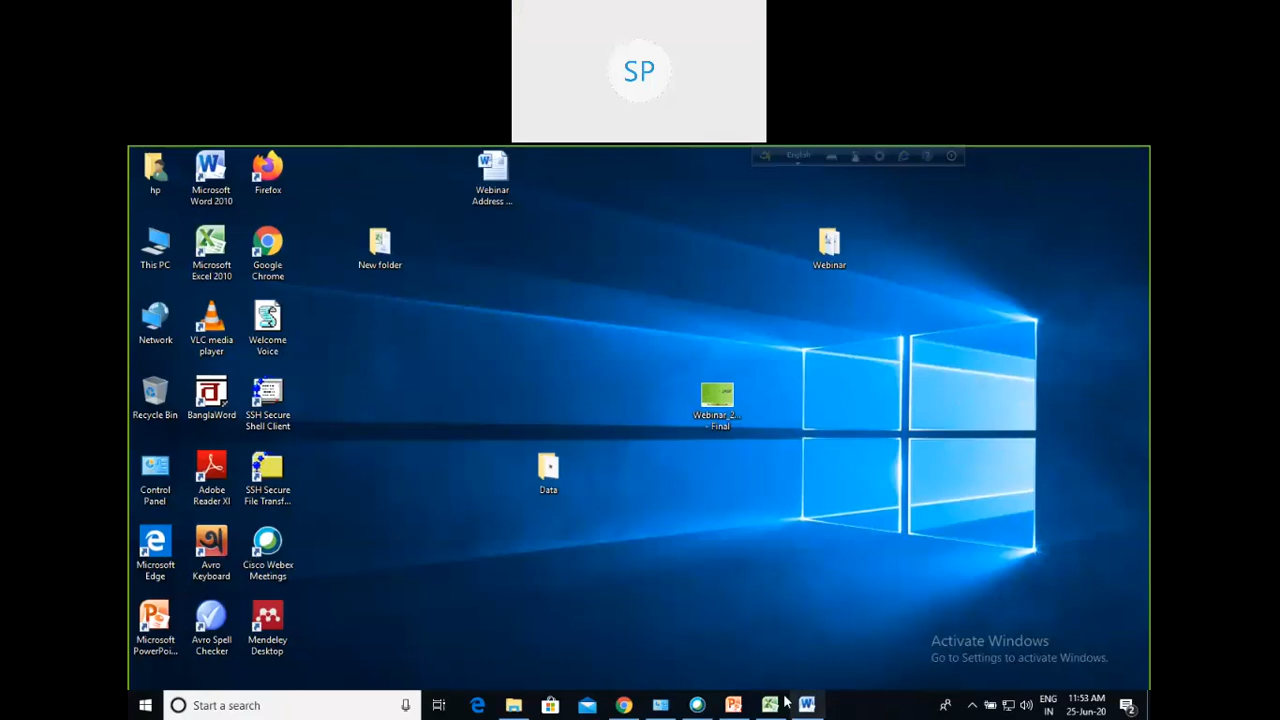 SP
English
hp
Microsoft
Word 2010
Firefox
Webinar
Address ...
This PC
Microsoft
Excel 2010
Google
Chrome
New folder
Webinar
Network
VLC media
player
Welcome
Voice
Recycle Bin
BanglaWord
SSH Secure
Shell Client
Webinar_2...
- Final
Control
Panel
Adobe
Reader XI
SSH Secure
File Transf...
Data
Microsoft
Edge
Avro
Keyboard
Cisco Webex
Meetings
Microsoft
PowerPoi...
Avro Spell
Checker
Mendeley
Desktop
Activate Windows
Go to Settings to activate Windows.
Start a search
ENG
IN
11:53 AM
25-Jun-20
2